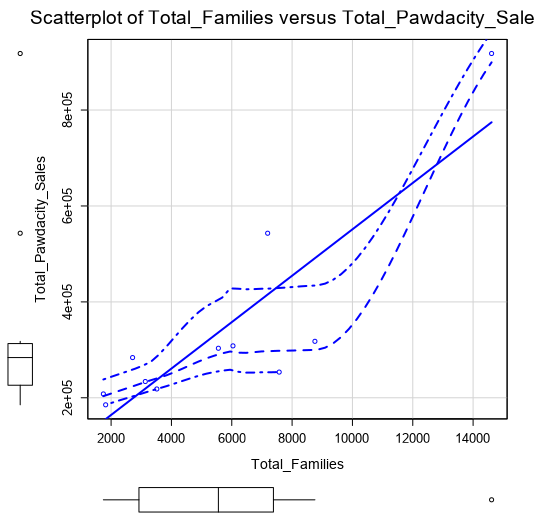 Scatterplot of Total_Families versus Total_Pawdacity_Sale
Total_Pawdacity_Sales
8e+05
6e+05
4e+05
2e+05
2000 4000 6000 8000 10000 12000 14000
Total_Families